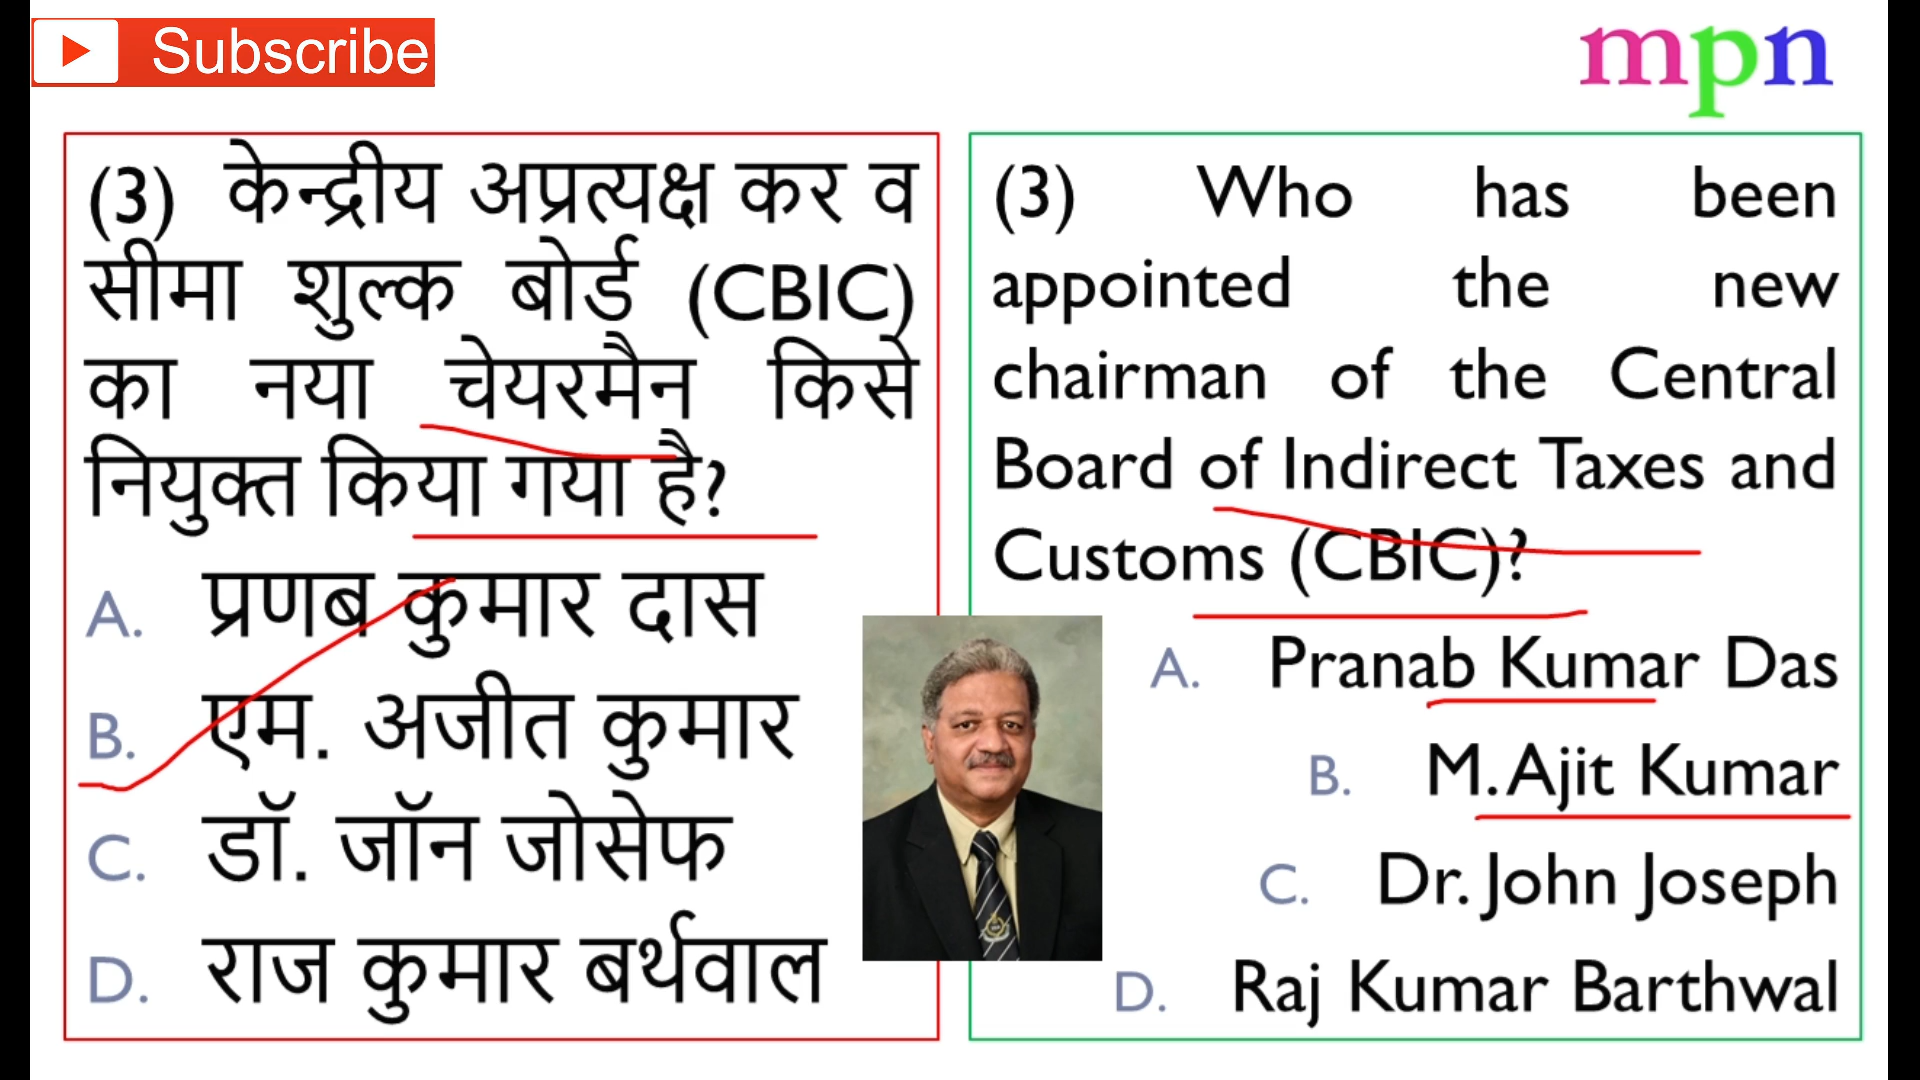 Subscribe
mpn
(3) केन्द्रीय अप्रत्यक्ष कर व
सीमा शुल्क बोर्ड (CBIC)
का नया चेयरमैन किसे
नियुक्त किया गया है?
A. प्रणब कुमार दास
B. एम. अजीत कुमार
C. डॉ. जॉन जोसेफ
D. राज कुमार बर्थवाल
(3) Who has been
appointed the new
chairman of the Central
Board of Indirect Taxes and
Customs (CBIC)?
A. Pranab Kumar Das
B. M. Ajit Kumar
C. Dr. John Joseph
D. Raj Kumar Barthwal